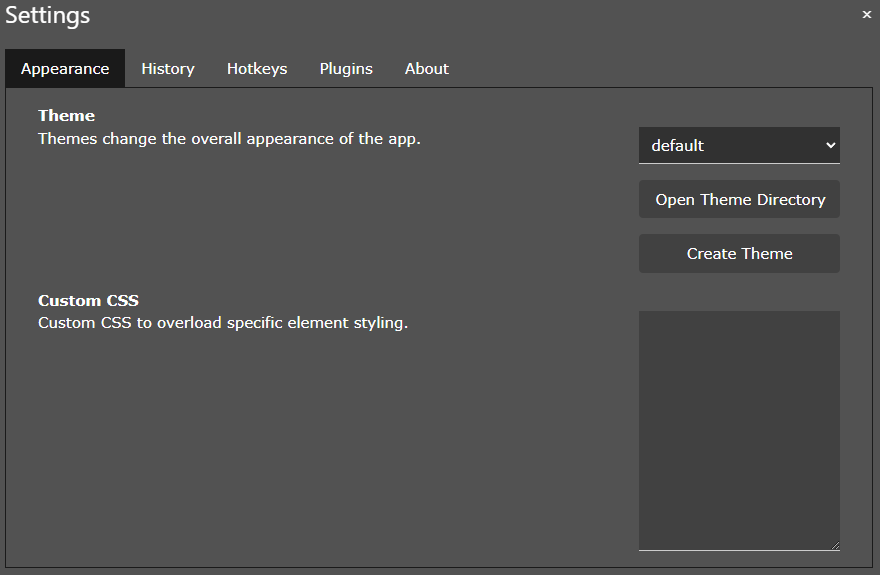 Settings
×
Appearance History Hotkeys Plugins About
Theme
Themes change the overall appearance of the app.
default
Open Theme Directory
Create Theme
Custom CSS
Custom CSS to overload specific element styling.